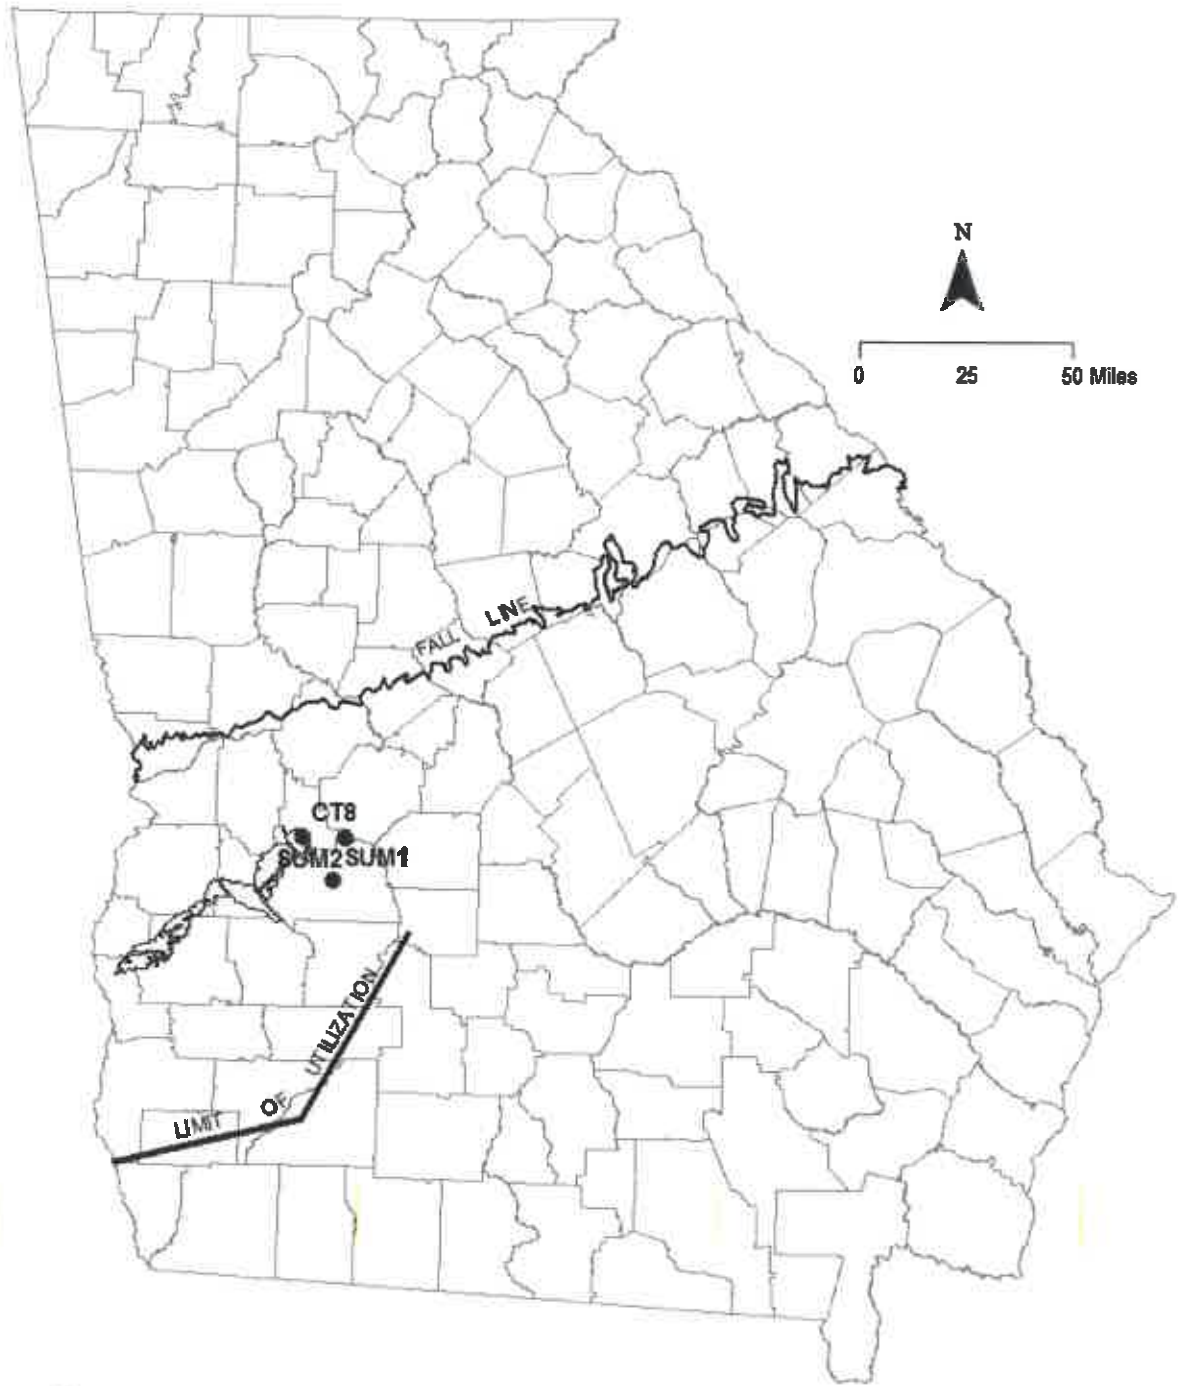 N
0 25 50 Miles
FALL LINE
CT8
SUM2 SUM1
LIMIT OF UTILIZATION